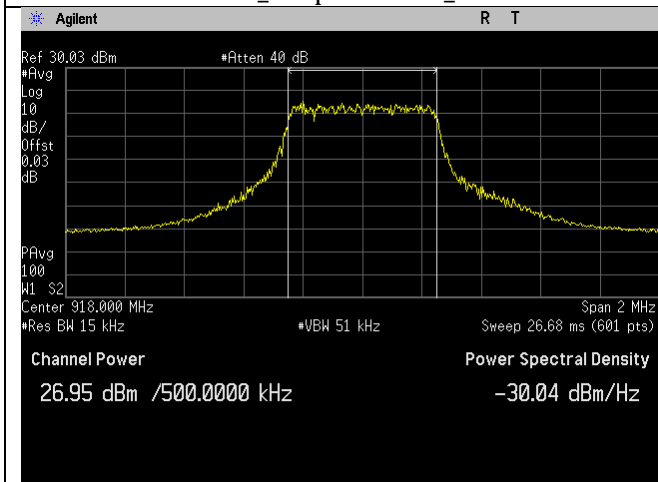 Agilent R T
Ref 30.03 dBm #Atten 40 dB
#Avg
Log
10
dB/
Offst
0.03
dB
PAvg
100
W1 S2
Center 918.000 MHz Span 2 MHz
#Res BW 15 kHz #VBW 51 kHz Sweep 26.68 ms (601 pts)
Channel Power Power Spectral Density
26.95 dBm /500.0000 kHz -30.04 dBm/Hz